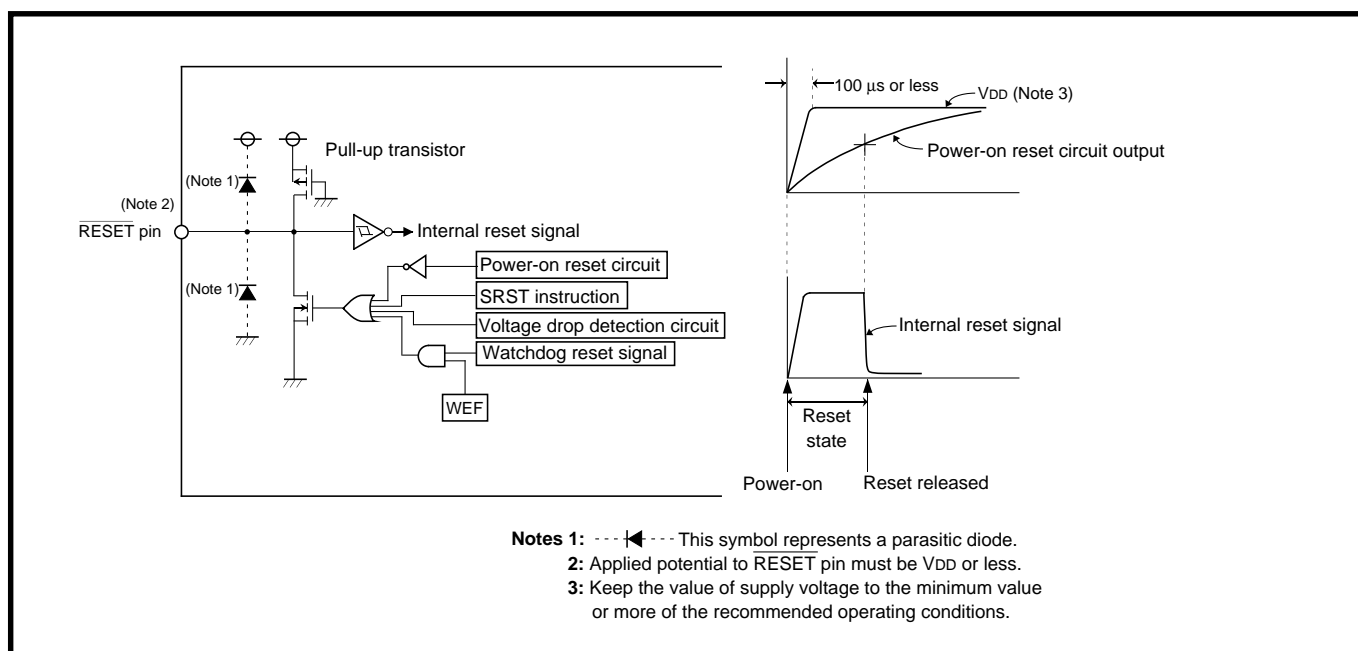 Pull-up transistor
(Note 1)
(Note 2)
RESET pin
Internal reset signal
Power-on reset circuit
(Note 1)
SRST instruction
Voltage drop detection circuit
Watchdog reset signal
WEF
100 μs or less
VDD (Note 3)
Power-on reset circuit output
Internal reset signal
Reset
state
Power-on
Reset released
Notes 1: This symbol represents a parasitic diode.
2: Applied potential to RESET pin must be VDD or less.
3: Keep the value of supply voltage to the minimum value
or more of the recommended operating conditions.